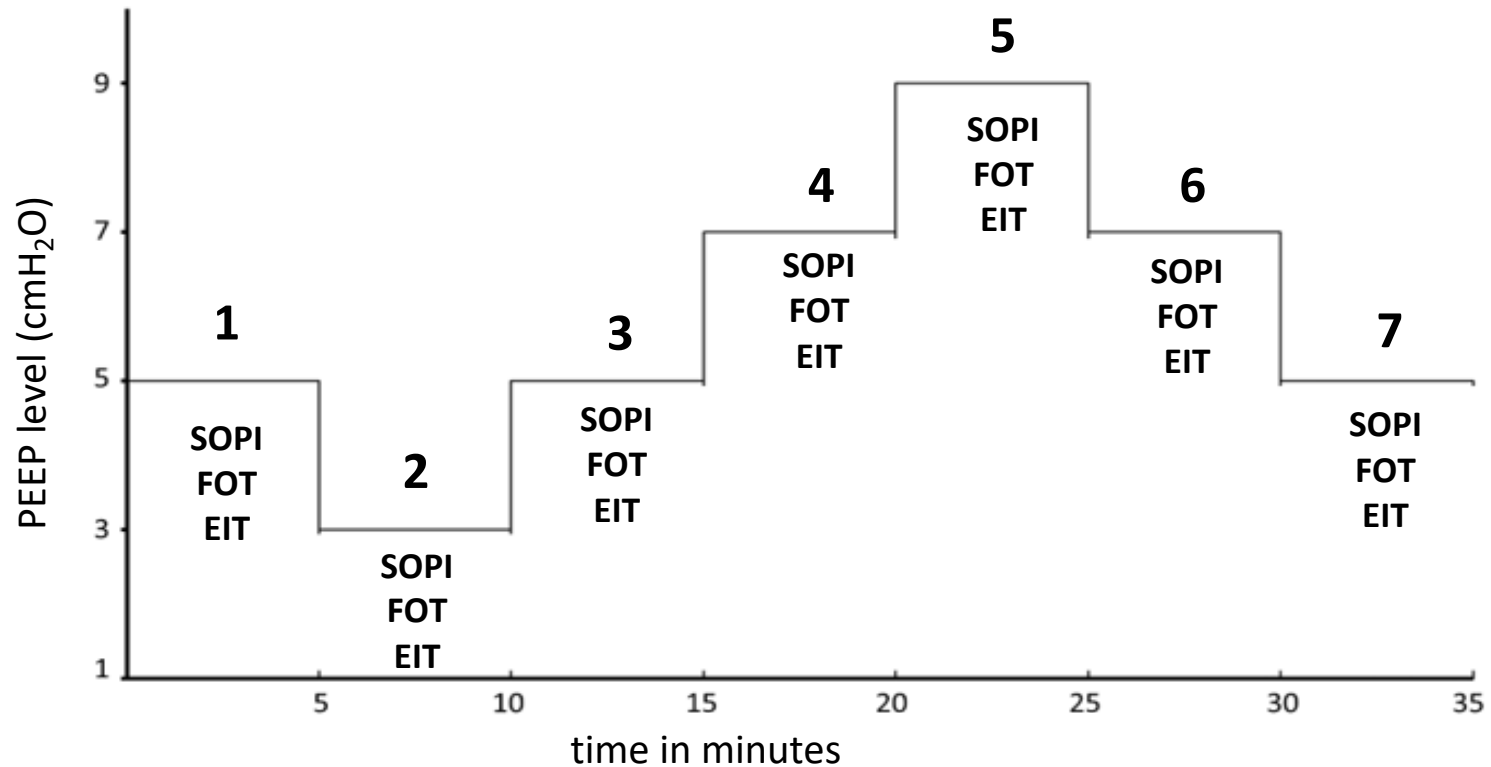 5
9
SOPI
FOT
EIT
4
6
7
SOPI
FOT
EIT
SOPI
FOT
EIT
1
3
7
5
SOPI
FOT
EIT
SOPI
FOT
EIT
SOPI
FOT
EIT
2
3
SOPI
FOT
EIT
1
5 10 15 20 25 30 35
time in minutes
PEEP level (cmH₂O)